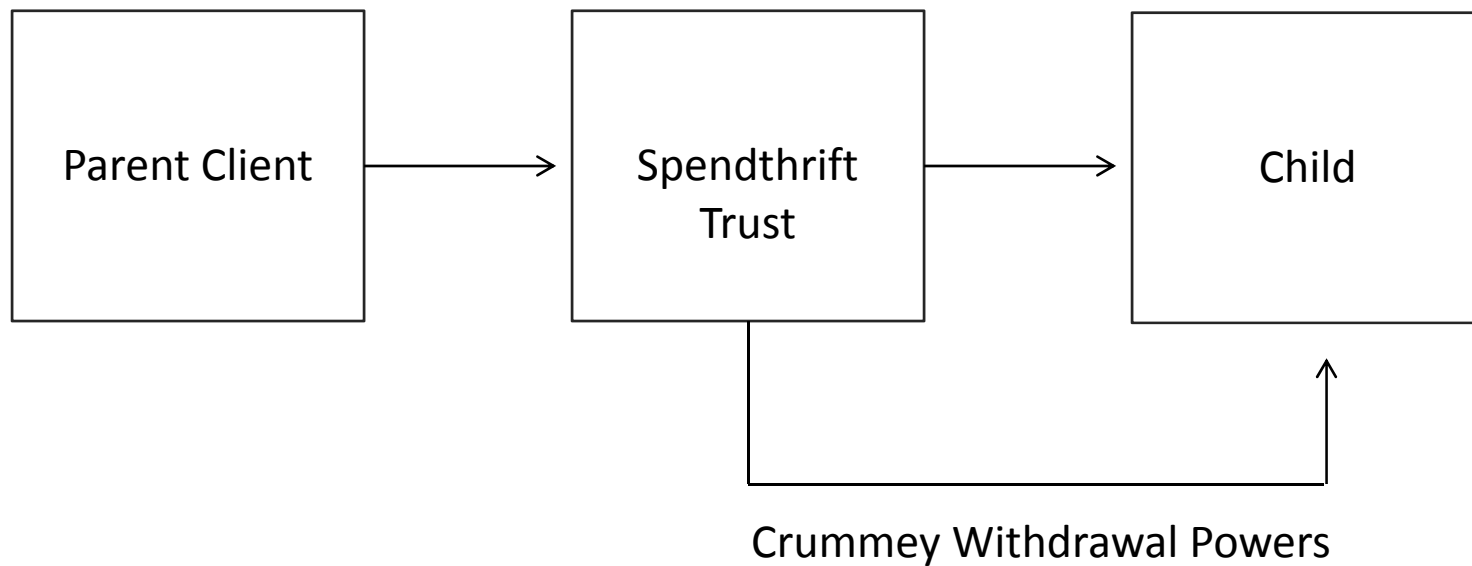 Parent Client
Spendthrift
Trust
Child
Crummey Withdrawal Powers